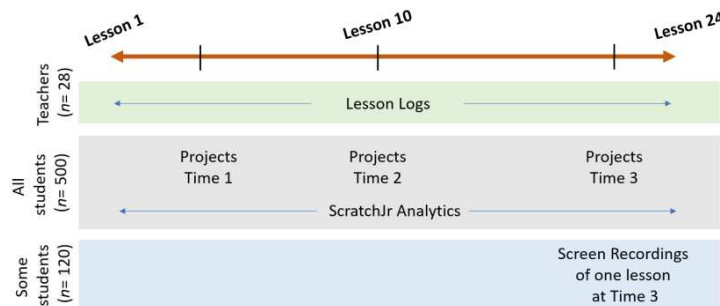 Lesson 1
Lesson 10
Lesson 24
Teachers
(n= 28)
Lesson Logs
All
students
(n= 500)
Projects
Time 1
Projects
Time 2
Projects
Time 3
ScratchJr Analytics
Some
students
(n= 120)
Screen Recordings
of one lesson
at Time 3